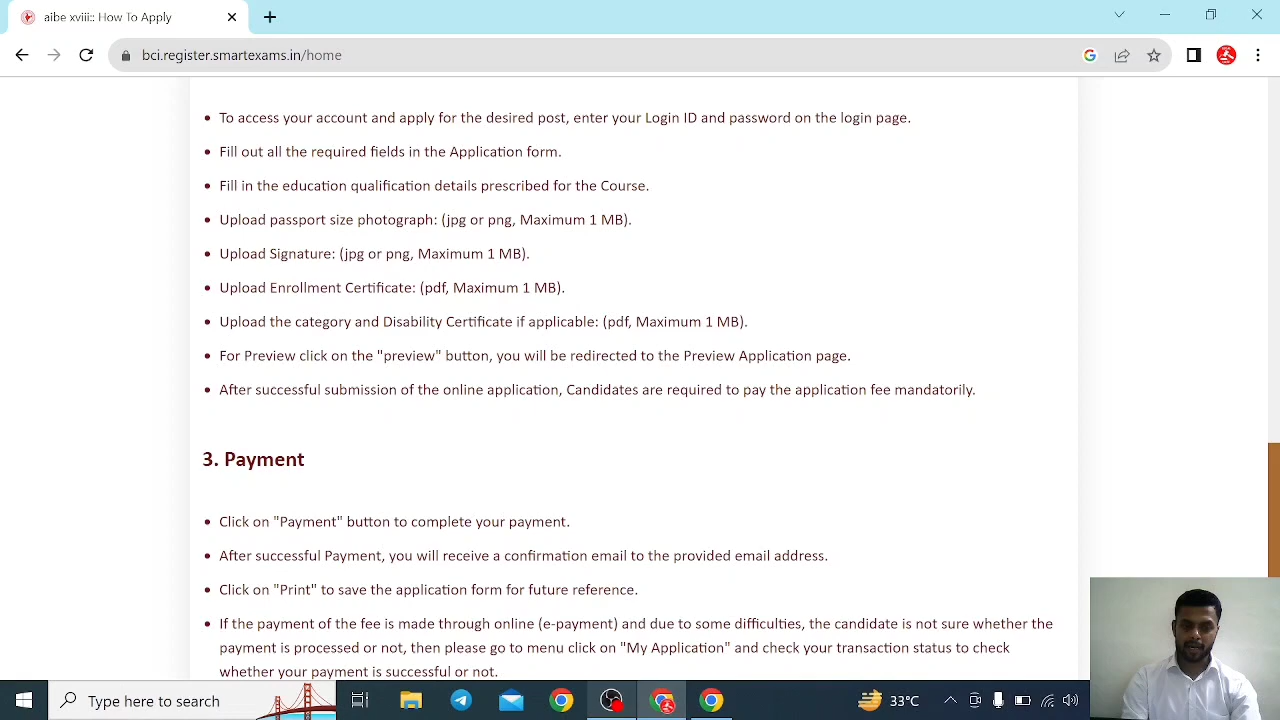 aibe xviii:: How To Apply
bci.register.smartexams.in/home
To access your account and apply for the desired post, enter your Login ID and password on the login page.
Fill out all the required fields in the Application form.
Fill in the education qualification details prescribed for the Course.
Upload passport size photograph: (jpg or png, Maximum 1 MB).
Upload Signature: (jpg or png, Maximum 1 MB).
Upload Enrollment Certificate: (pdf, Maximum 1 MB).
Upload the category and Disability Certificate if applicable: (pdf, Maximum 1 MB).
For Preview click on the "preview" button, you will be redirected to the Preview Application page.
After successful submission of the online application, Candidates are required to pay the application fee mandatorily.
3. Payment
Click on "Payment" button to complete your payment.
After successful Payment, you will receive a confirmation email to the provided email address.
Click on "Print" to save the application form for future reference.
If the payment of the fee is made through online (e-payment) and due to some difficulties, the candidate is not sure whether the
payment is processed or not, then please go to menu click on "My Application" and check your transaction status to check
whether your payment is successful or not.
Type here to search
33°C